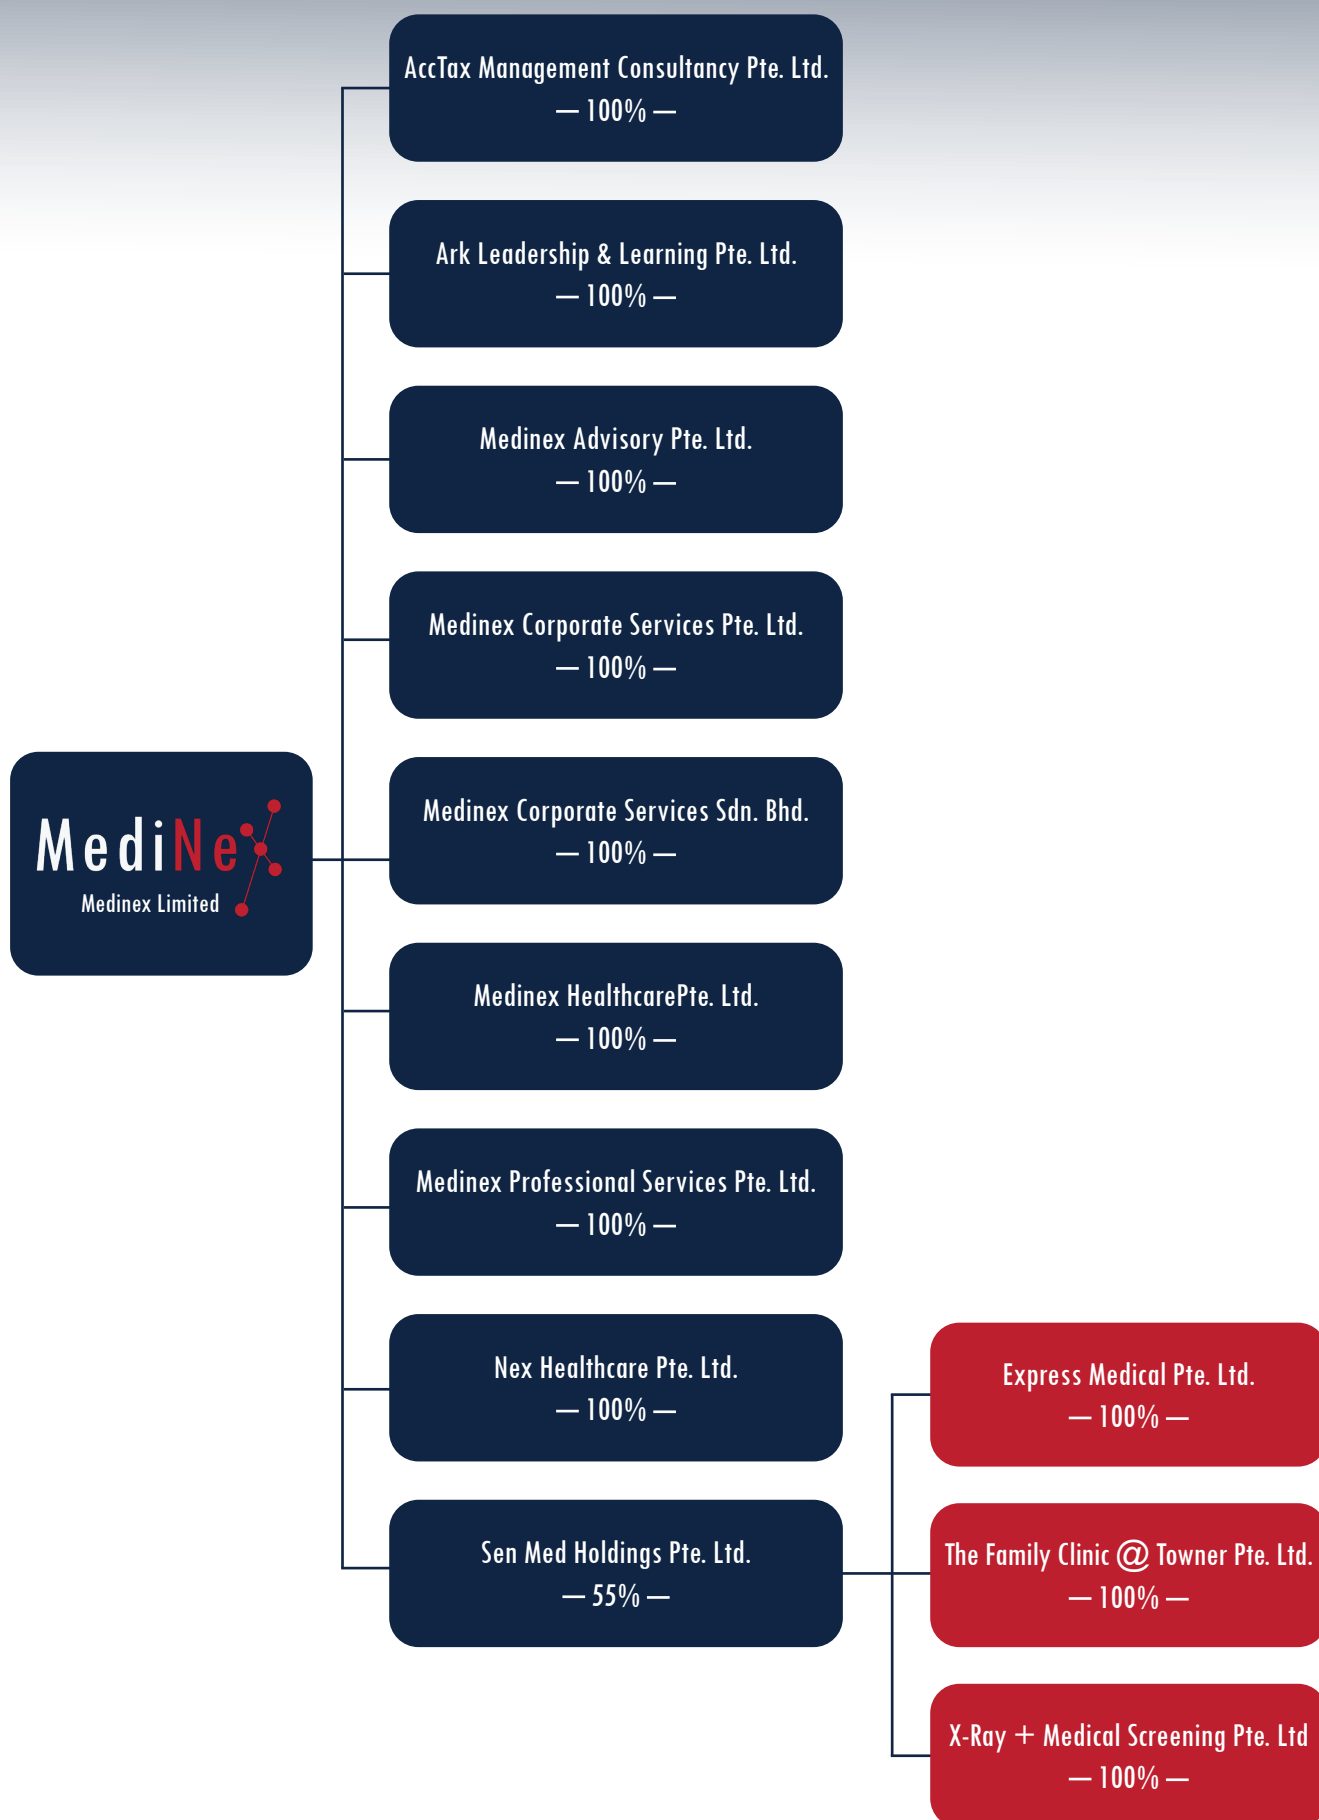 AccTax Management Consultancy Pte. Ltd.
— 100% —
Ark Leadership & Learning Pte. Ltd.
— 100% —
Medinex Advisory Pte. Ltd.
— 100% —
Medinex Corporate Services Pte. Ltd.
— 100% —
MediNex
Medinex Limited
Medinex Corporate Services Sdn. Bhd.
— 100% —
Medinex HealthcarePte. Ltd.
— 100% —
Medinex Professional Services Pte. Ltd.
— 100% —
Nex Healthcare Pte. Ltd.
— 100% —
Sen Med Holdings Pte. Ltd.
— 55% —
Express Medical Pte. Ltd.
— 100% —
The Family Clinic @ Towner Pte. Ltd.
— 100% —
X-Ray + Medical Screening Pte. Ltd
— 100% —